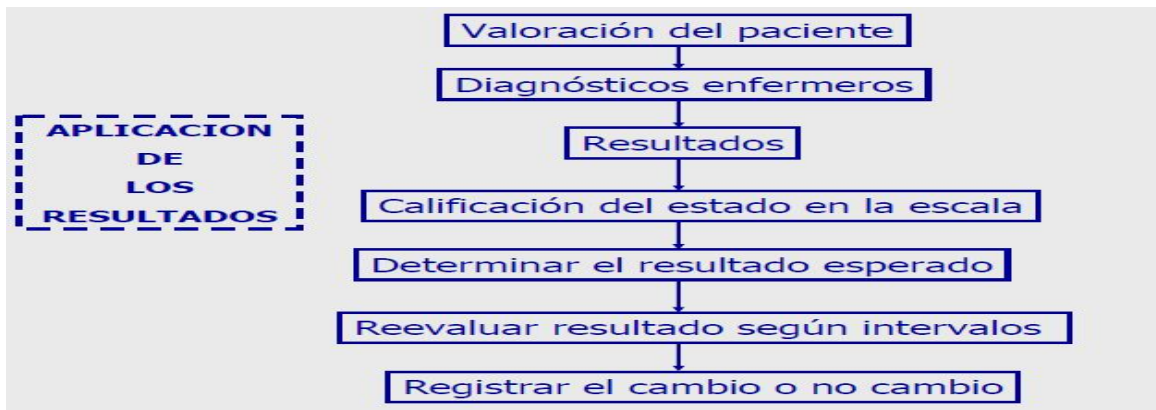 Valoración del paciente
Diagnósticos enfermeros
APLICACION
DE
LOS
RESULTADOS
Resultados
Calificación del estado en la escala
Determinar el resultado esperado
Reevaluar resultado según intervalos
Registrar el cambio o no cambio